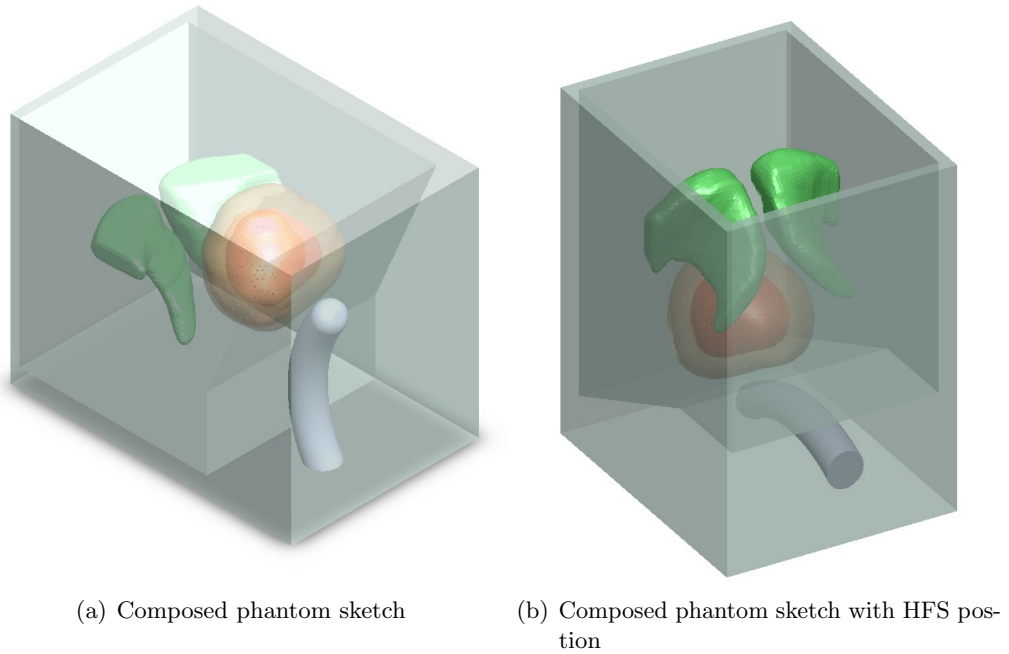 (a) Composed phantom sketch
(b) Composed phantom sketch with HFS pos-
tion